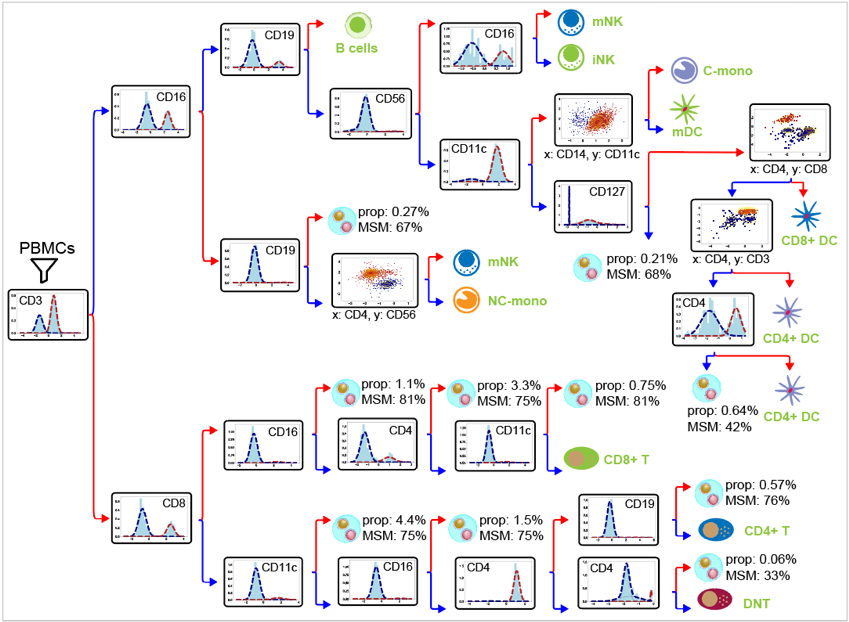 CD19
B cells
CD16
mNK
iNK
CD16
CD56
C-mono
CD11c
mDC
x: CD14, y: CD11c
x: CD4, y: CD8
CD127
CD8+ DC
x: CD4, y: CD3
prop: 0.27%
MSM: 67%
CD19
prop: 0.21%
MSM: 68%
PBMCs
mNK
NC-mono
x: CD4, y: CD56
CD3
CD4
CD4+ DC
CD4+ DC
prop: 0.64%
MSM: 42%
prop: 1.1%
MSM: 81%
prop: 3.3%
MSM: 75%
prop: 0.75%
MSM: 81%
CD16
CD4
CD11c
CD8+ T
CD8
prop: 4.4%
MSM: 75%
prop: 1.5%
MSM: 75%
CD19
prop: 0.57%
MSM: 76%
CD4+ T
CD11c
CD16
CD4
CD4
prop: 0.06%
MSM: 33%
DNT